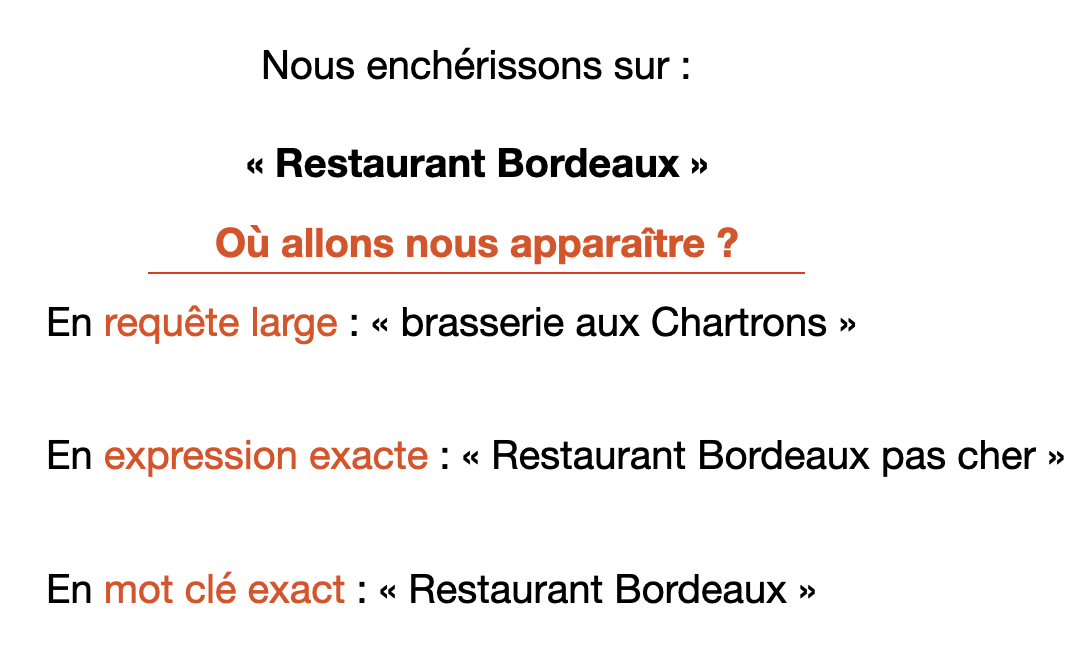 Nous enchérissons sur :
« Restaurant Bordeaux »
Où allons nous apparaître ?
En requête large : « brasserie aux Chartrons »
En expression exacte : « Restaurant Bordeaux pas cher »
En mot clé exact : « Restaurant Bordeaux »